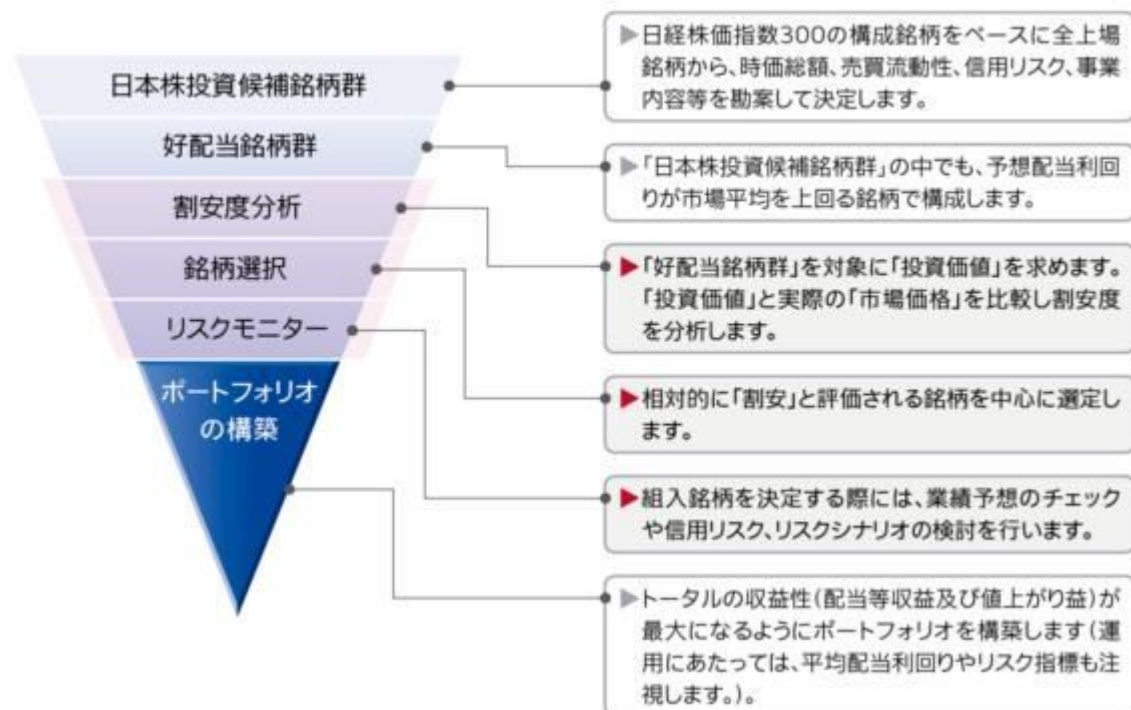 日本株投資候補銘柄群
▶日経株価指数300の構成銘柄をベースに全上場
銘柄から、時価総額、売買流動性、信用リスク、事業
内容等を勘案して決定します。
好配当銘柄群
▶「日本株投資候補銘柄群」の中でも、予想配当利回
りが市場平均を上回る銘柄で構成します。
割安度分析
▶「好配当銘柄群」を対象に「投資価値」を求めます。
「投資価値」と実際の「市場価格」を比較し割安度
を分析します。
銘柄選択
▶相対的に「割安」と評価される銘柄を中心に選定し
ます。
リスクモニター
▶組入銘柄を決定する際には、業績予想のチェック
や信用リスク、リスクシナリオの検討を行います。
ポートフォリオ
の構築
▶トータルの収益性(配当等収益及び値上がり益)が
最大になるようにポートフォリオを構築します(運
用にあたっては、平均配当利回りやリスク指標も注
視します。)。